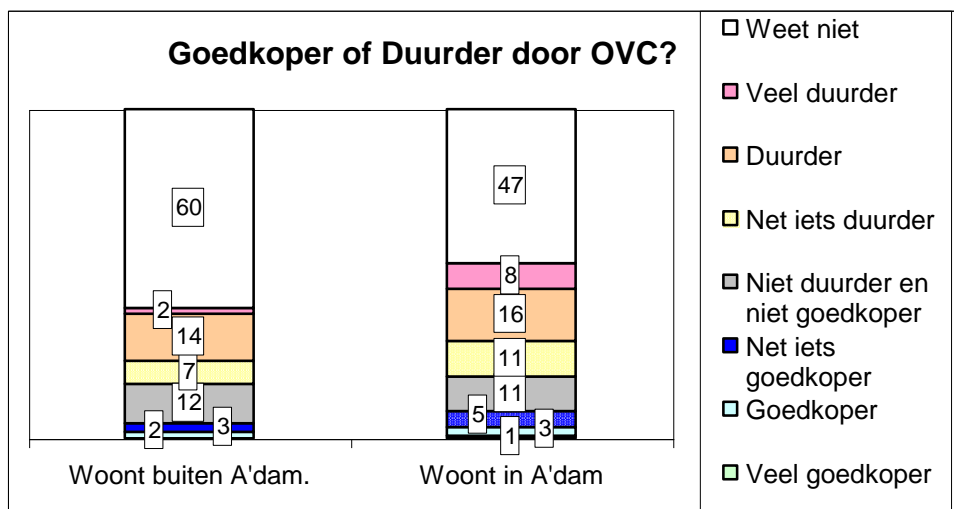 Goedkoper of Duurder door OVC?
60
2
14
7
12
2
3
47
8
16
11
11
5
1
3
Woont buiten A'dam.
Woont in A'dam
Weet niet
Veel duurder
Duurder
Net iets duurder
Niet duurder en
niet goedkoper
Net iets
goedkoper
Goedkoper
Veel goedkoper